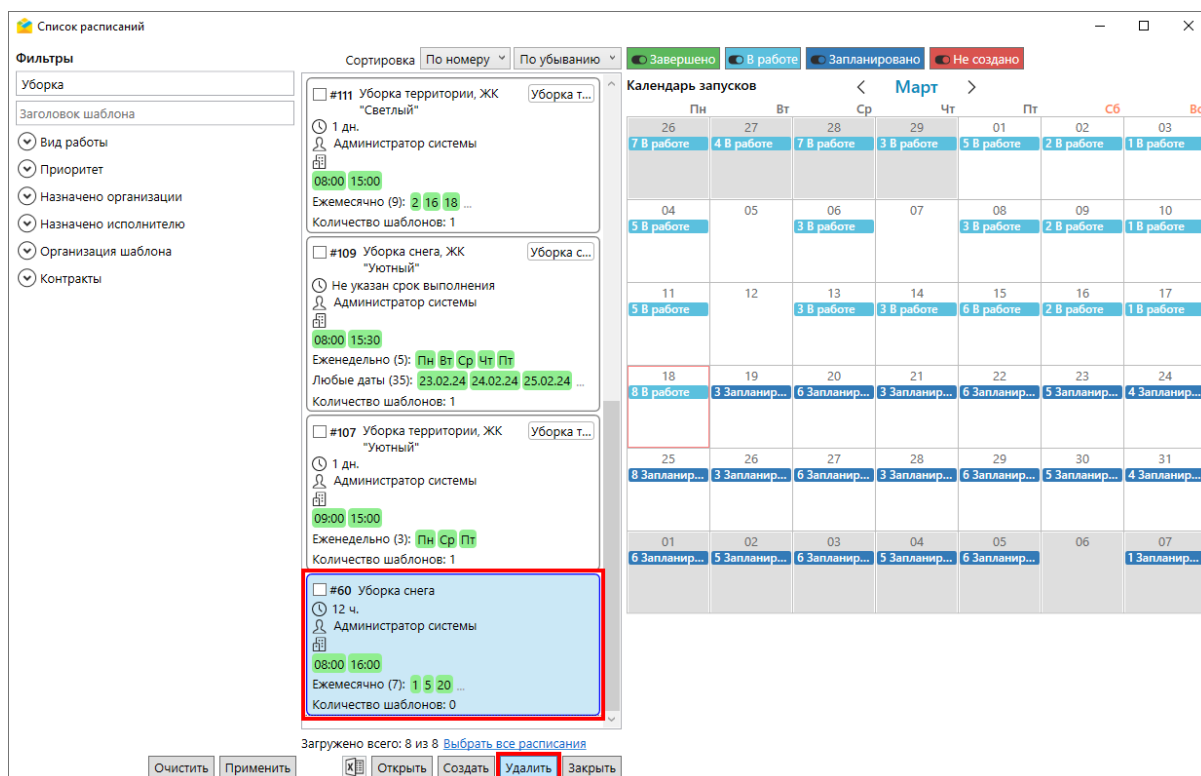 Список расписаний
Фильтры
Уборка
Заголовок шаблона
Вид работы
Приоритет
Назначено организации
Назначено исполнителю
Организация шаблона
Контракты
Очистить Применить
Сортировка По номеру По убыванию
#111 Уборка территории, ЖК "Светлый" Уборка т...
1 дн.
Администратор системы
08:00 15:00
Ежемесячно (9): 2 16 18 ...
Количество шаблонов: 1
#109 Уборка снега, ЖК "Уютный" Уборка с...
Не указан срок выполнения
Администратор системы
08:00 15:30
Еженедельно (5): Пн Вт Ср Чт Пт
Любые даты (35): 23.02.24 24.02.24 25.02.24 ...
Количество шаблонов: 1
#107 Уборка территории, ЖК "Уютный" Уборка т...
1 дн.
Администратор системы
09:00 15:00
Еженедельно (3): Пн Ср Пт
Количество шаблонов: 1
#60 Уборка снега
12 ч.
Администратор системы
08:00 16:00
Ежемесячно (7): 1 5 20 ...
Количество шаблонов: 0
Загружено всего: 8 из 8 Выбрать все расписания
Открыть Создать Удалить Закрыть
Завершено В работе Запланировано Не создано
Календарь запусков < Март >
Пн Вт Ср Чт Пт Сб Вс
26 27 28 29 01 02 03
7 В работе 4 В работе 7 В работе 3 В работе 5 В работе 2 В работе 1 В работе
04 05 06 07 08 09 10
5 В работе 3 В работе 3 В работе 2 В работе 1 В работе
11 12 13 14 15 16 17
5 В работе 3 В работе 3 В работе 6 В работе 2 В работе 1 В работе
18 19 20 21 22 23 24
8 В работе 3 Запланир... 6 Запланир... 3 Запланир... 6 Запланир... 5 Запланир... 4 Запланир...
25 26 27 28 29 30 31
8 Запланир... 3 Запланир... 6 Запланир... 3 Запланир... 6 Запланир... 5 Запланир... 4 Запланир...
01 02 03 04 05 06 07
6 Запланир... 5 Запланир... 6 Запланир... 5 Запланир... 6 Запланир... 1 Запланир...